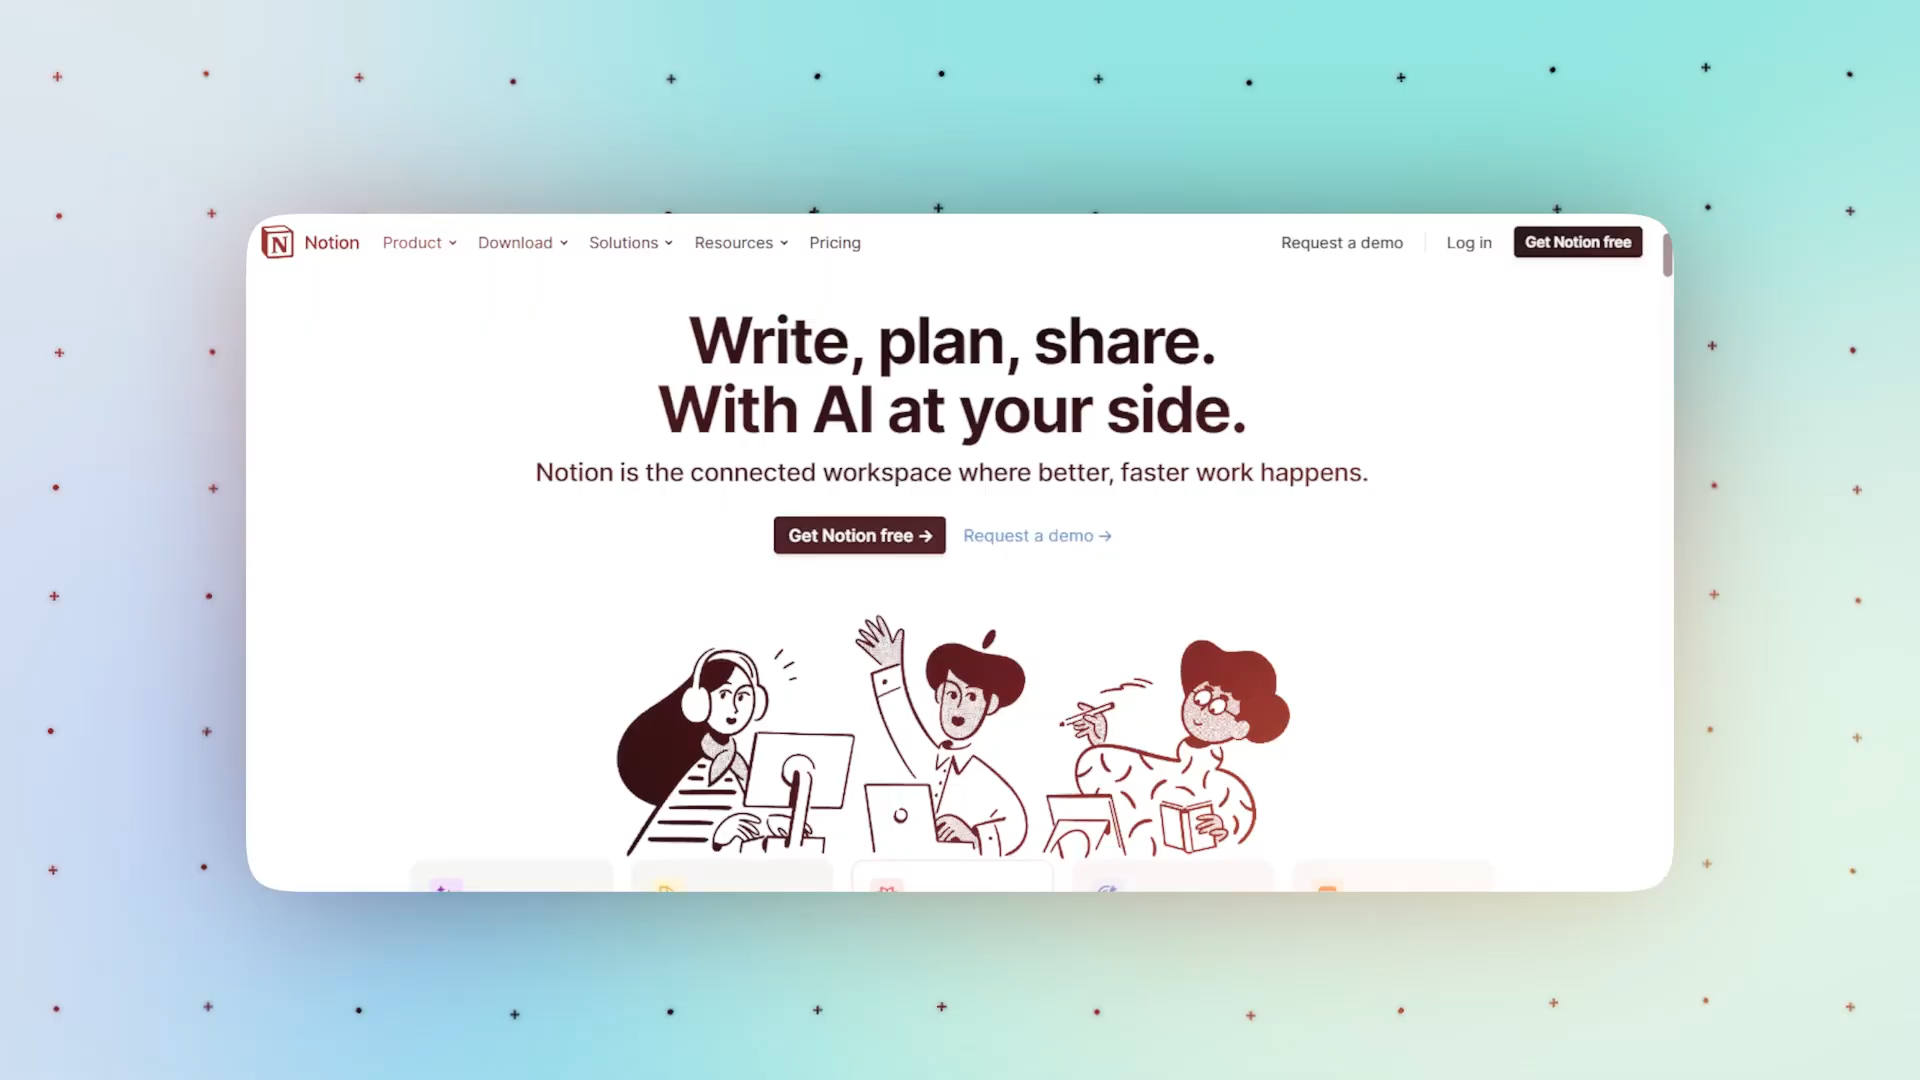 Notion Product Download Solutions Resources Pricing Request a demo Log in Get Notion free
Write, plan, share.
With AI at your side.
Notion is the connected workspace where better, faster work happens.
Get Notion free → Request a demo →